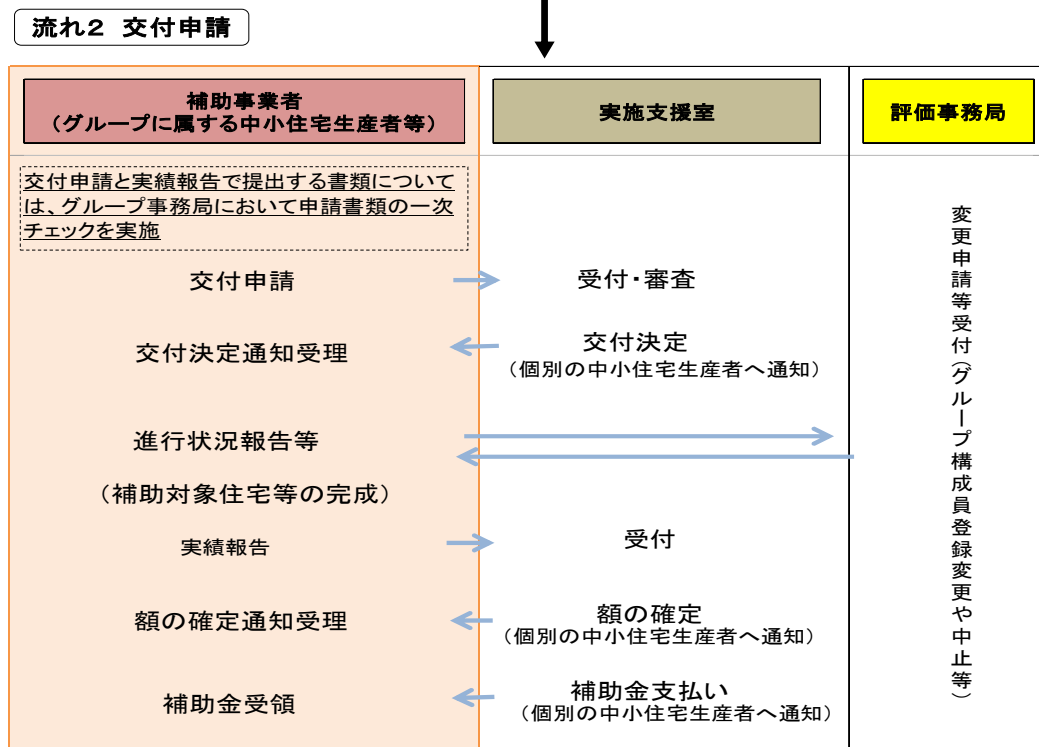 流れ2 交付申請
補助事業者
(グループに属する中小住宅生産者等)
実施支援室
評価事務局
交付申請と実績報告で提出する書類について
は、グループ事務局において申請書類の一次
チェックを実施
交付申請
受付・審査
交付決定通知受理
交付決定
(個別の中小住宅生産者へ通知)
進行状況報告等
(補助対象住宅等の完成)
実績報告
受付
額の確定通知受理
額の確定
(個別の中小住宅生産者へ通知)
補助金受領
補助金支払い
(個別の中小住宅生産者へ通知)
変更申請等受付(グループ構成員登録変更や中止等)